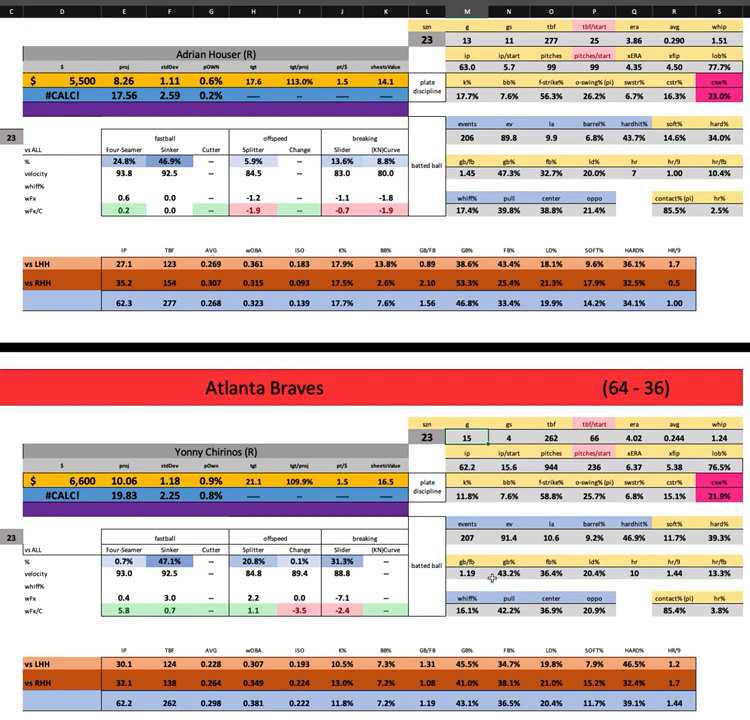 C D E F G H I J K L M N O P Q R S
szn g gs tbf tbf/start era avg whip
23 13 11 277 25 3.86 0.290 1.51
Adrian Houser (R)
ip ip/start pitches pitches/start xERA xfip lob%
63.0 5.7 99 99 4.35 4.50 77.7%
$ proj stdDev pOWN tgt tgt/proj pt/$ sheetsValue
$ 5,500 8.26 1.11 0.6% 17.6 113.0% 1.5 14.1
#CALC! 17.56 2.59 0.2% ---- -- ---- ----
plate discipline
k% bb% f-strike% o-swing% (pi) swstr% cstr% csw%
17.7% 7.6% 56.3% 26.2% 6.7% 16.3% 23.0%
23
fastball offspeed breaking
vs ALL Four-Seamer Sinker Cutter Splitter Change Slider (KN)Curve
% 24.8% 46.9% -- 5.9% -- 13.6% 8.8%
velocity 93.8 92.5 -- 84.5 -- 83.0 80.0
whiff%
wFx 0.6 0.0 -1.2 -1.1 -1.8
wFx/C 0.2 0.0 -- -1.9 -- -0.7 -1.9
batted ball
events ev la barrel% hardhit% soft% hard%
206 89.8 9.9 6.8% 43.7% 14.6% 34.0%
gb/fb gb% fb% ld% hr hr/9 hr/fb
1.45 47.3% 32.7% 20.0% 7 1.00 10.4%
whiff% pull center oppo contact% (pi) hr%
17.4% 39.8% 38.8% 21.4% 85.5% 2.5%
IP TBF AVG wOBA ISO K% BB% GB/FB GB% FB% LD% SOFT% HARD% HR/9
vs LHH 27.1 123 0.269 0.361 0.183 17.9% 13.8% 0.89 38.6% 43.4% 18.1% 9.6% 36.1% 1.7
vs RHH 35.2 154 0.307 0.315 0.093 17.5% 2.6% 2.10 53.3% 25.4% 21.3% 17.9% 32.5% 0.5
62.3 277 0.268 0.323 0.139 17.7% 7.6% 1.56 46.8% 33.4% 19.9% 14.2% 34.1% 1.00
Atlanta Braves (64 - 36)
szn g gs tbf tbf/start era avg whip
23 15 4 262 66 4.02 0.244 1.24
Yonny Chirinos (R)
ip ip/start pitches pitches/start xERA xfip lob%
62.2 15.6 944 236 6.37 5.38 76.5%
$ proj stdDev pOwn tgt tgt/proj pt/$ sheetsValue
$ 6,600 10.06 1.18 0.9% 21.1 109.9% 1.5 16.5
#CALC! 19.83 2.25 0.8% ---- -- ---- ----
plate discipline
k% bb% f-strike% o-swing% (pi) swstr% cstr% csw%
11.8% 7.6% 58.8% 25.7% 6.8% 15.1% 21.9%
23
fastball offspeed breaking
vs ALL Four-Seamer Sinker Cutter Splitter Change Slider (KN)Curve
% 0.7% 47.1% -- 20.8% 0.1% 31.3% --
velocity 93.0 92.5 -- 84.8 89.4 88.8 --
whiff%
wFx 0.4 3.0 2.2 0.0 -7.1
wFx/C 5.8 0.7 -- 1.1 -3.5 -2.4 --
batted ball
events ev la barrel% hardhit% soft% hard%
207 91.4 10.6 9.2% 46.9% 11.7% 39.3%
gb/fb gb% fb% ld% hr hr/9 hr/fb
1.19 43.2% 36.4% 20.4% 10 1.44 13.3%
whiff% pull center oppo contact% (pi) hr%
16.1% 42.2% 36.9% 20.9% 85.4% 3.8%
IP TBF AVG wOBA ISO K% BB% GB/FB GB% FB% LD% SOFT% HARD% HR/9
vs LHH 30.1 124 0.228 0.307 0.193 10.5% 7.3% 1.31 45.5% 34.7% 19.8% 7.9% 46.5% 1.2
vs RHH 32.1 138 0.264 0.349 0.224 13.0% 7.2% 1.08 41.0% 38.1% 21.0% 15.2% 32.4% 1.7
62.2 262 0.298 0.381 0.222 11.8% 7.2% 1.19 43.1% 36.5% 20.4% 11.7% 39.1% 1.44